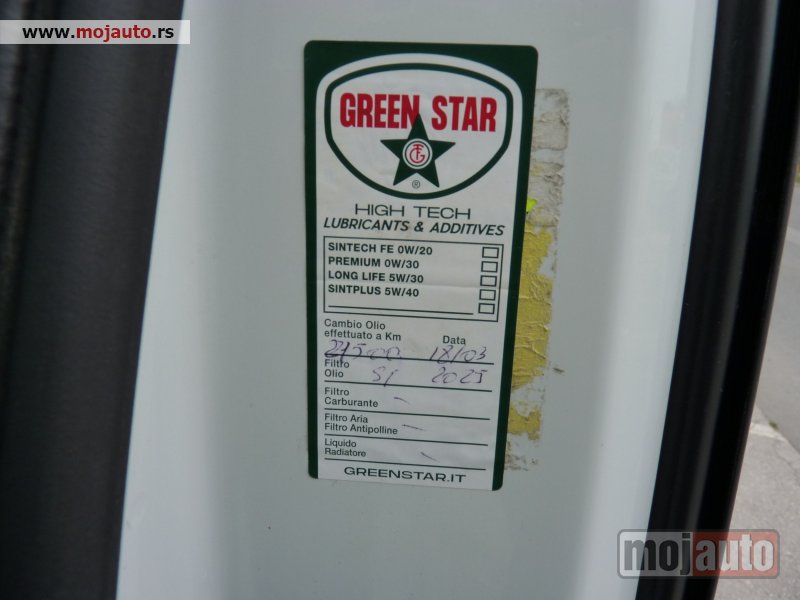 www.mojauto.rs
GREEN STAR
®
HIGH TECH
LUBRICANTS & ADDITIVES
SINTECH FE 0W/20
PREMIUM 0W/30
LONG LIFE 5W/30
SINTPLUS 5W/40
Cambio Olio
effettuato a Km Data
18/03
Filtro
Olio SI 2025
Filtro
Carburante -
Filtro Aria
Filtro Antipolline -
Liquido
Radiatore -
GREENSTAR.IT
mojauto